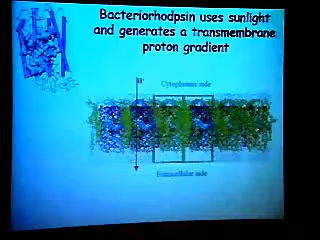 Bacteriorhodpsin uses sunlight
and generates a transmembrane
proton gradient
H⁺
Cytoplasmic side
Extracellular side